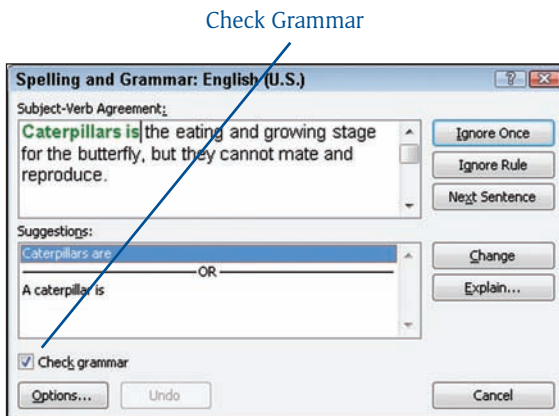 Check Grammar
Spelling and Grammar: English (U.S.)
Subject-Verb Agreement:
Caterpillars is the eating and growing stage
for the butterfly, but they cannot mate and
reproduce.
Ignore Once
Ignore Rule
Next Sentence
Suggestions:
Caterpillars are
OR
A caterpillar is
Change
Explain...
Check grammar
Options...
Undo
Cancel